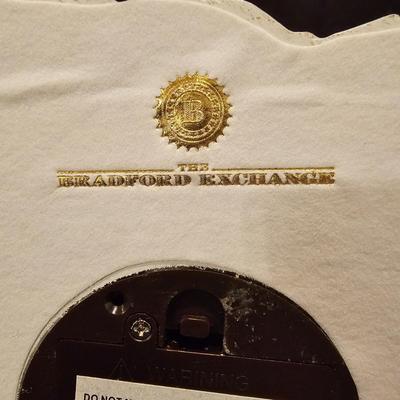 B
THE
BRADFORD EXCHANGE
WARNING
DO NOT